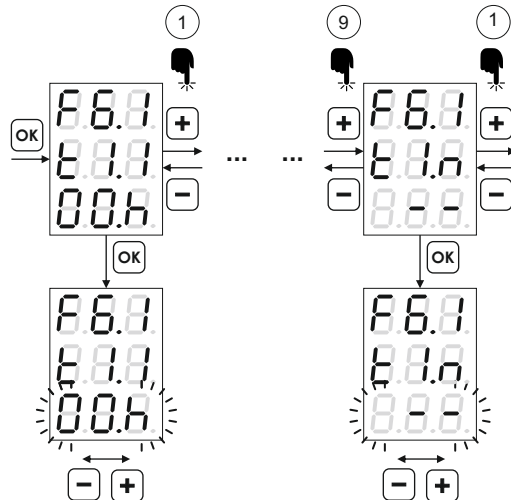 1
9
1
F6.1
OK
+
t1.1
...
...
00.h
−
OK
F6.1
t1.1
00.h
− +
+
F6.1
+
t1.n
−
--
−
OK
F6.1
t1.n
--
− +